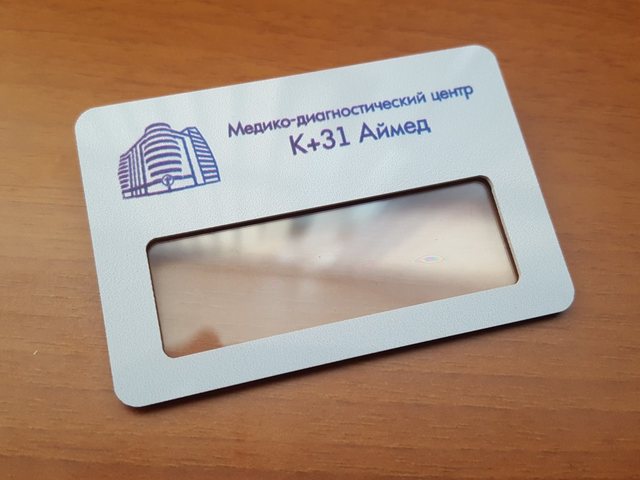 Медико-диагностический центр
К+31 Аймед